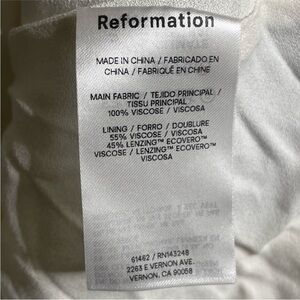 Reformation
MADE IN CHINA / FABRICADO EN
CHINA / FABRIQUÉ EN CHINE
MAIN FABRIC / TEJIDO PRINCIPAL /
TISSU PRINCIPAL
100% VISCOSE / VISCOSA
LINING / FORRO / DOUBLURE
55% VISCOSE / VISCOSA
45% LENZING™ ECOVERO™
VISCOSE / LENZING™ ECOVERO™
VISCOSA
61462 / RN143248
2263 E VERNON AVE.
VERNON, CA 90058